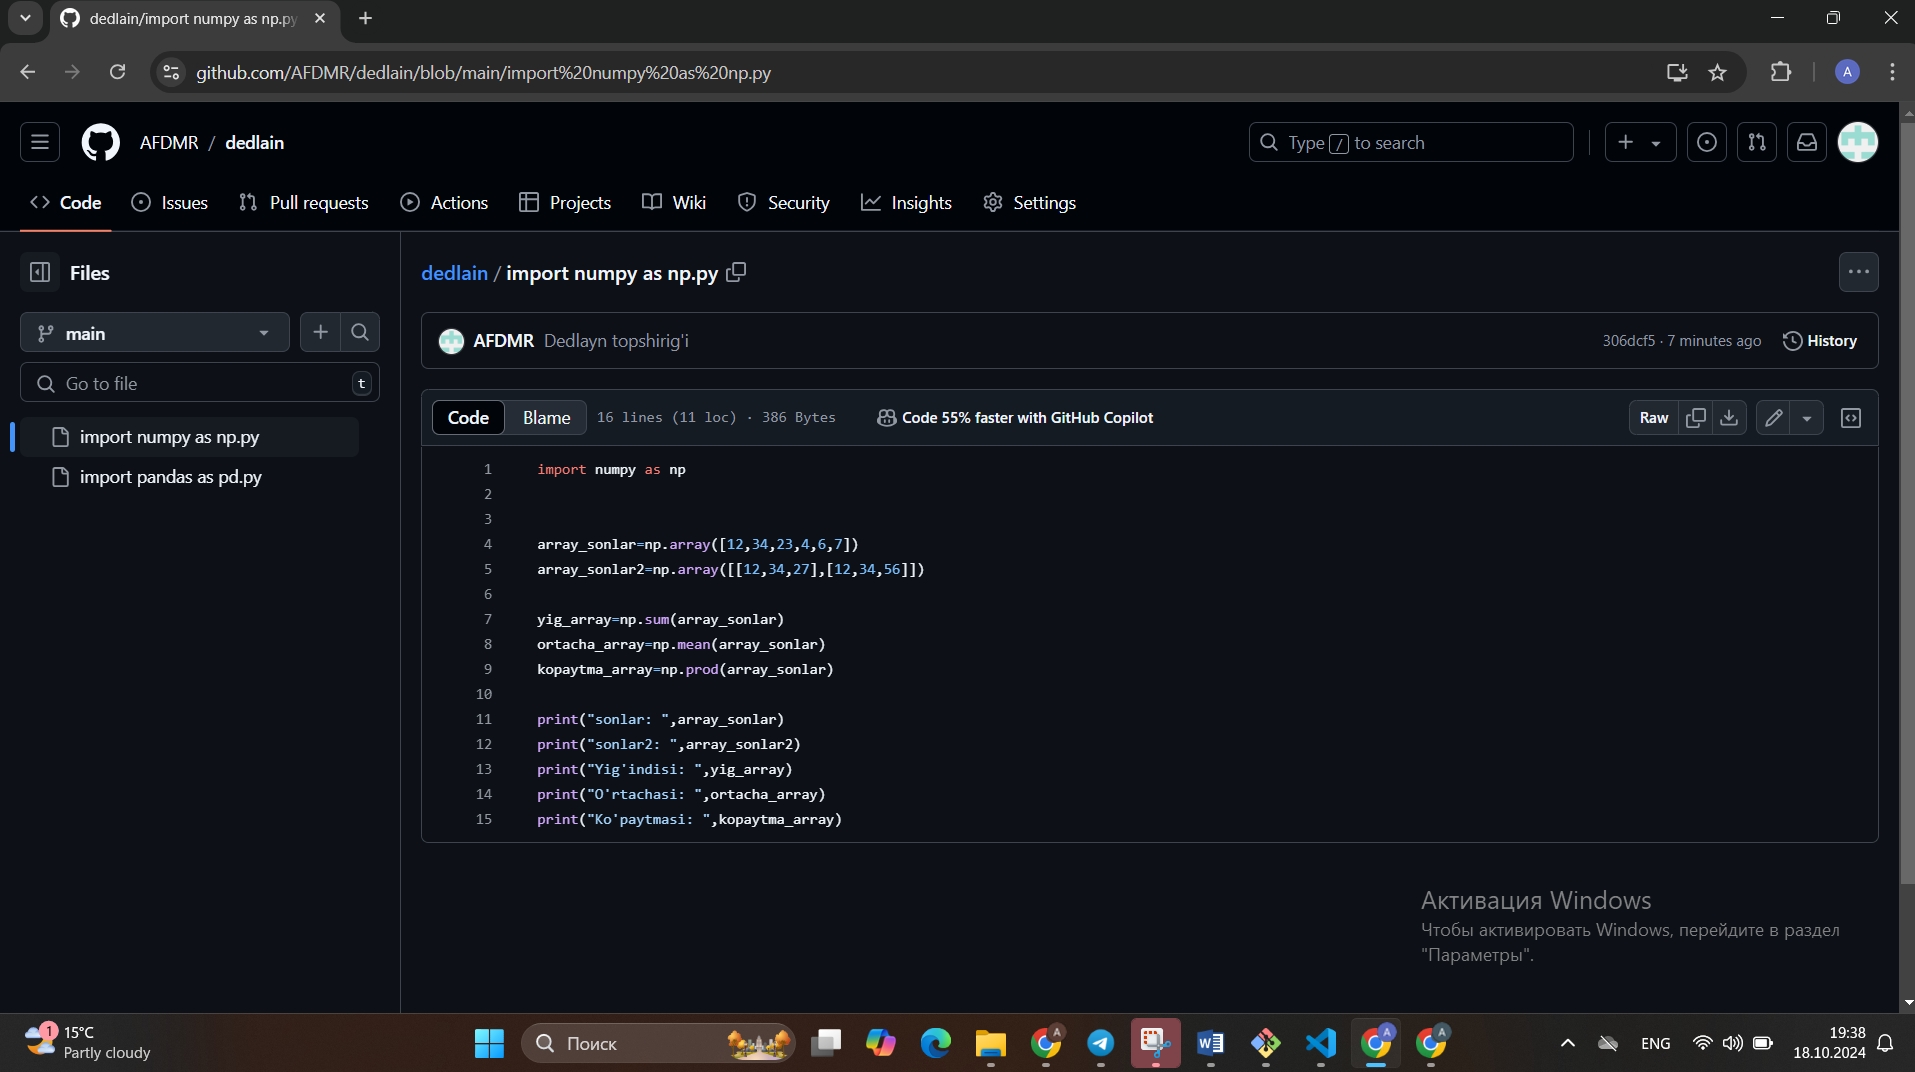 dedlain/import numpy as np.py
github.com/AFDMR/dedlain/blob/main/import%20numpy%20as%20np.py
A
AFDMR / dedlain
Type / to search
Code Issues Pull requests Actions Projects Wiki Security Insights Settings
Files
dedlain / import numpy as np.py
main
AFDMR Dedlayn topshirig'i
306dcf5 · 7 minutes ago History
Go to file t
Code Blame 16 lines (11 loc) · 386 Bytes Code 55% faster with GitHub Copilot Raw
import numpy as np.py
import pandas as pd.py
1 import numpy as np
2
3
4 array_sonlar=np.array([12,34,23,4,6,7])
5 array_sonlar2=np.array([[12,34,27],[12,34,56]])
6
7 yig_array=np.sum(array_sonlar)
8 ortacha_array=np.mean(array_sonlar)
9 kopaytma_array=np.prod(array_sonlar)
10
11 print("sonlar: ",array_sonlar)
12 print("sonlar2: ",array_sonlar2)
13 print("Yig'indisi: ",yig_array)
14 print("O'rtachasi: ",ortacha_array)
15 print("Ko'paytmasi: ",kopaytma_array)
Активация Windows
Чтобы активировать Windows, перейдите в раздел
"Параметры".
1
15°C
Partly cloudy
Поиск
A
W
A
A
ENG
19:38
18.10.2024